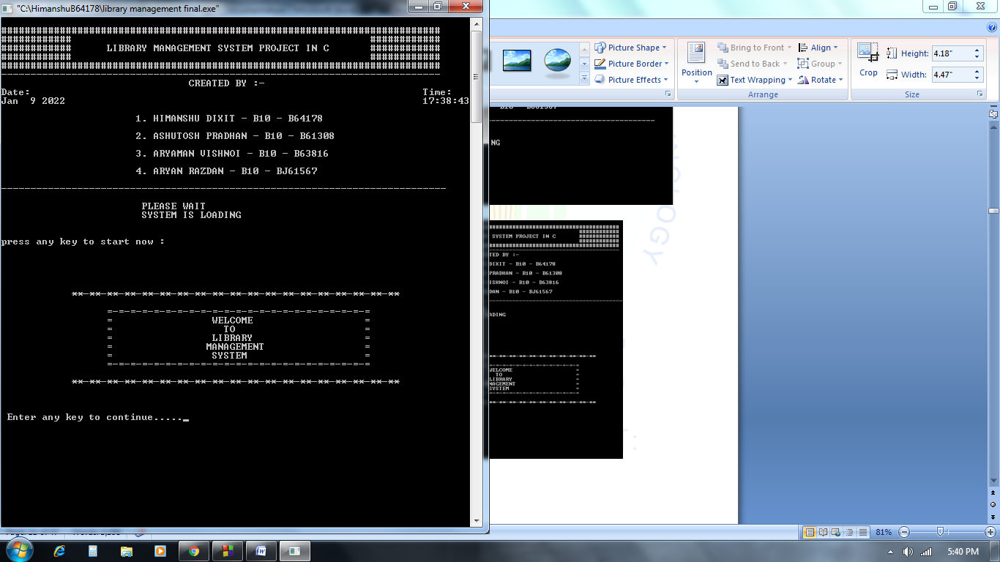 "C:\HimanshuB64178\library management final.exe"
###########################################################################
############ ############
############ LIBRARY MANAGEMENT SYSTEM PROJECT IN C ############
############ ############
###########################################################################
---------------------------------------------------------------------------
CREATED BY :-
Date: Time:
Jan 9 2022 17:38:43
1. HIMANSHU DIXIT - B10 - B64178
2. ASHUTOSH PRADHAN - B10 - B61308
3. ARYAMAN VISHNOI - B10 - B63816
4. ARYAN RAZDAN - B10 - BJ61567
----------------------------------------------------------------------------
PLEASE WAIT
SYSTEM IS LOADING
press any key to start now :
**-**-**-**-**-**-**-**-**-**-**-**-**-**-**-**-**-**-**
=-=-=-=-=-=-=-=-=-=-=-=-=-=-=-=-=-=-=-=-=-=-=
= WELCOME =
= TO =
= LIBRARY =
= MANAGEMENT =
= SYSTEM =
=-=-=-=-=-=-=-=-=-=-=-=-=-=-=-=-=-=-=-=-=-=-=
**-**-**-**-**-**-**-**-**-**-**-**-**-**-**-**-**-**-**
Enter any key to continue....._
Picture Shape
Picture Border
Picture Effects
Position
Bring to Front
Send to Back
Text Wrapping
Align
Group
Rotate
Arrange
Crop
Height: 4.18"
Width: 4.47"
Size
NG
SYSTEM PROJECT IN C
TED BY :-
DIXIT - B10 - B64178
PRADHAN - B10 - B61308
ISHNOI - B10 - B63816
DAN - B10 - BJ61567
ADING
WELCOME
TO
LIBRARY
NAGEMENT
SYSTEM
OLOGY
81%
5:40 PM